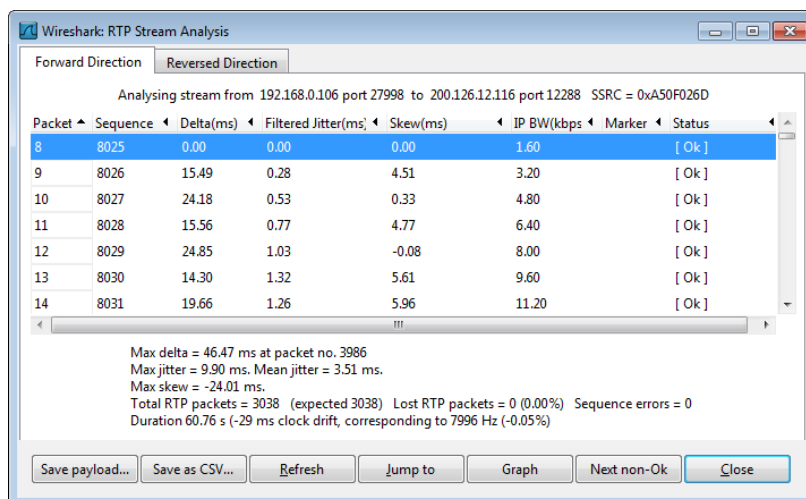 Wireshark: RTP Stream Analysis
Forward Direction Reversed Direction
Analysing stream from 192.168.0.106 port 27998 to 200.126.12.116 port 12288 SSRC = 0xA50F026D
Packet Sequence Delta(ms) Filtered Jitter(ms) Skew(ms) IP BW(kbps Marker Status
8 8025 0.00 0.00 0.00 1.60 [ Ok ]
9 8026 15.49 0.28 4.51 3.20 [ Ok ]
10 8027 24.18 0.53 0.33 4.80 [ Ok ]
11 8028 15.56 0.77 4.77 6.40 [ Ok ]
12 8029 24.85 1.03 -0.08 8.00 [ Ok ]
13 8030 14.30 1.32 5.61 9.60 [ Ok ]
14 8031 19.66 1.26 5.96 11.20 [ Ok ]
Max delta = 46.47 ms at packet no. 3986
Max jitter = 9.90 ms. Mean jitter = 3.51 ms.
Max skew = -24.01 ms.
Total RTP packets = 3038 (expected 3038) Lost RTP packets = 0 (0.00%) Sequence errors = 0
Duration 60.76 s (-29 ms clock drift, corresponding to 7996 Hz (-0.05%)
Save payload... Save as CSV... Refresh Jump to Graph Next non-Ok Close